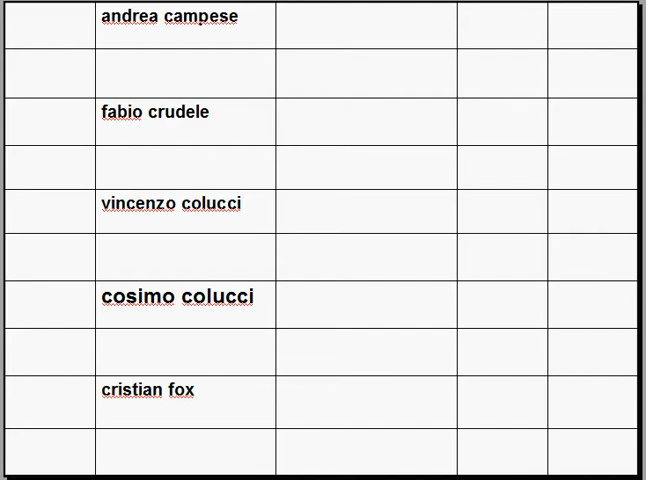 andrea campese
fabio crudele
vincenzo colucci
cosimo colucci
cristian fox